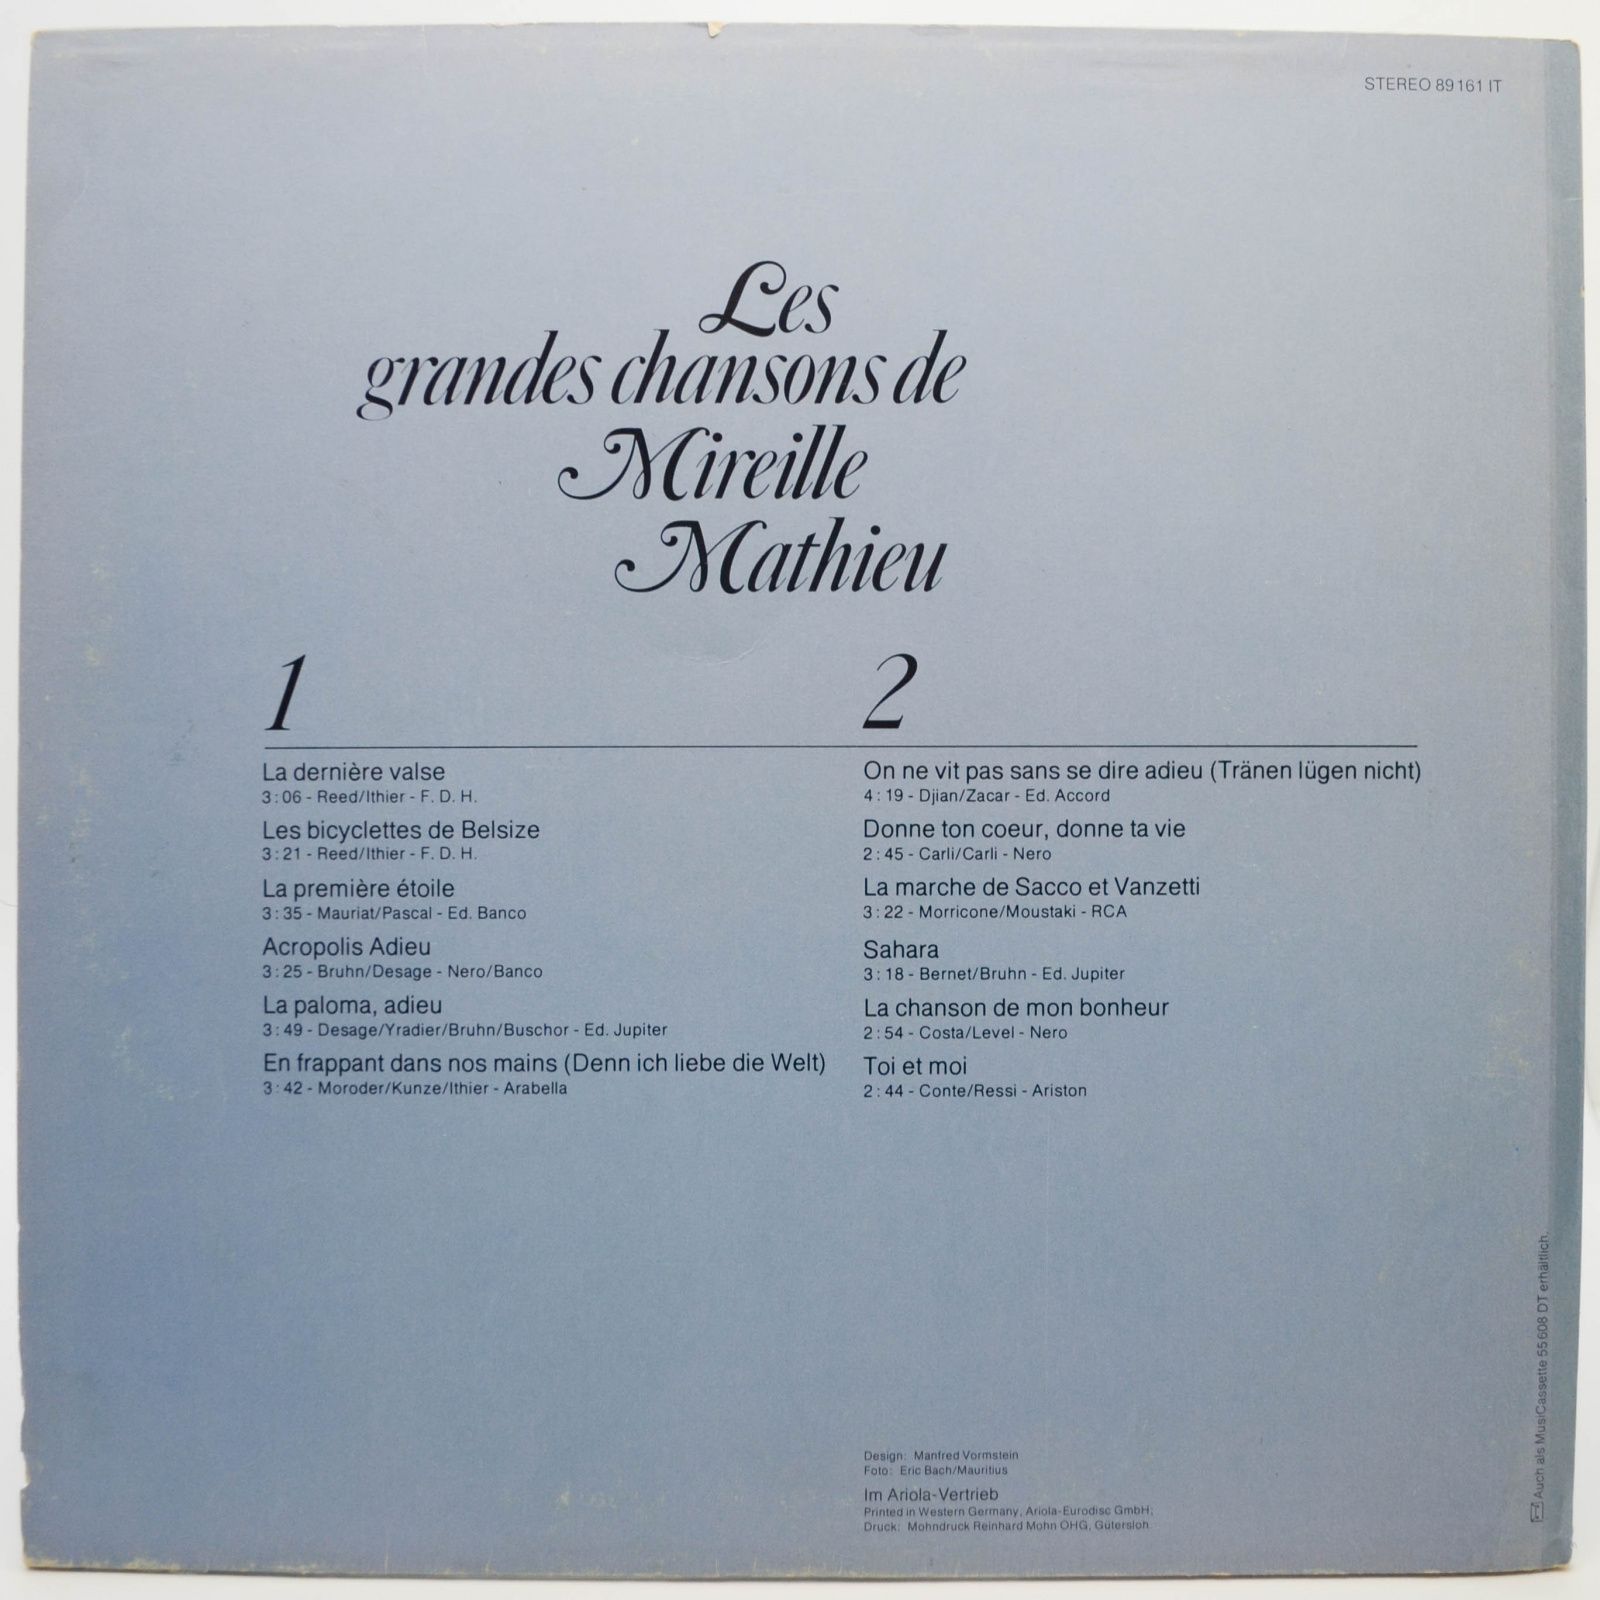 STEREO 89 161 IT
Les
grandes chansons de
Mireille
Mathieu
1
La dernière valse
3:06 - Reed/Ithier - F. D. H.
Les bicyclettes de Belsize
3:21 - Reed/Ithier - F. D. H.
La première étoile
3:35 - Mauriat/Pascal - Ed. Banco
Acropolis Adieu
3:25 - Bruhn/Desage - Nero/Banco
La paloma, adieu
3:49 - Desage/Yradier/Bruhn/Buschor - Ed. Jupiter
En frappant dans nos mains (Denn ich liebe die Welt)
3:42 - Moroder/Kunze/Ithier - Arabella
2
On ne vit pas sans se dire adieu (Tränen lügen nicht)
4:19 - Djian/Zacar - Ed. Accord
Donne ton coeur, donne ta vie
2:45 - Carli/Carli - Nero
La marche de Sacco et Vanzetti
3:22 - Morricone/Moustaki - RCA
Sahara
3:18 - Bernet/Bruhn - Ed. Jupiter
La chanson de mon bonheur
2:54 - Costa/Level - Nero
Toi et moi
2:44 - Conte/Ressi - Ariston
Design: Manfred Vormstein
Foto: Eric Bach/Mauritius
Im Ariola-Vertrieb
Printed in Western Germany, Ariola-Eurodisc GmbH;
Druck: Mohndruck Reinhard Mohn OHG, Gütersloh
Auch als MusiCassette 55 608 DT erhältlich.